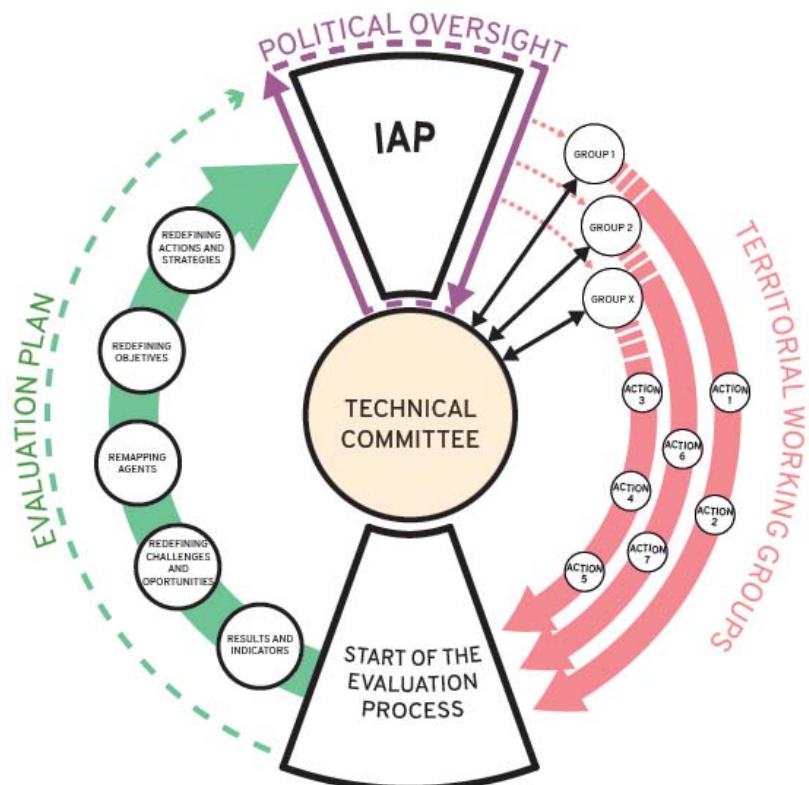 POLITICAL OVERSIGHT
IAP
GROUP 1
GROUP 2
GROUP X
TERRITORIAL WORKING GROUPS
ACTION
1
ACTION
2
ACTION
3
ACTION
4
ACTION
5
ACTION
6
ACTION
7
TECHNICAL
COMMITTEE
START OF THE
EVALUATION
PROCESS
EVALUATION PLAN
REDEFINING
ACTIONS AND
STRATEGIES
REDEFINING
OBJETIVES
REMAPPING
AGENTS
REDEFINING
CHALLENGES
AND
OPORTUNITIES
RESULTS AND
INDICATORS